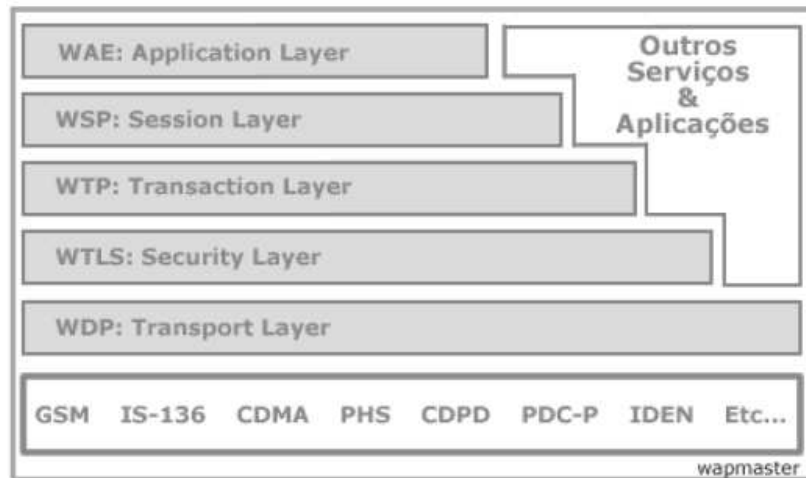 WAE: Application Layer
Outros
Serviços
&
Aplicações
WSP: Session Layer
WTP: Transaction Layer
WTLS: Security Layer
WDP: Transport Layer
GSM IS-136 CDMA PHS CDPD PDC-P IDEN Etc...
wapmaster